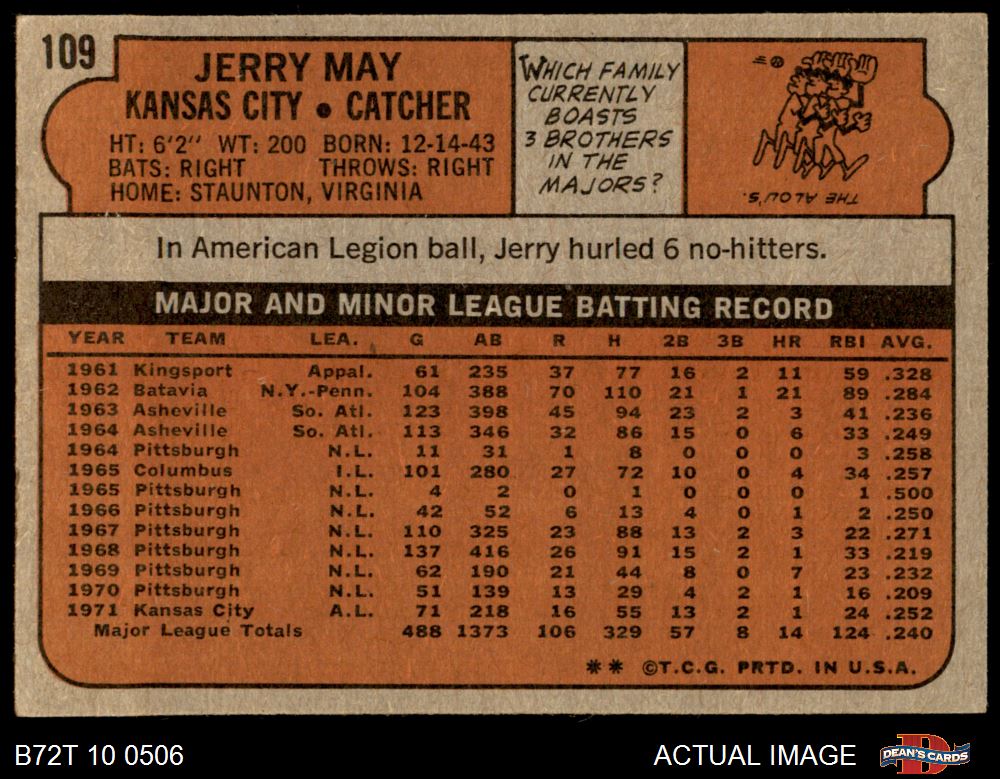 109
JERRY MAY
KANSAS CITY • CATCHER
HT: 6'2" WT: 200 BORN: 12-14-43
BATS: RIGHT THROWS: RIGHT
HOME: STAUNTON, VIRGINIA
WHICH FAMILY
CURRENTLY
BOASTS
3 BROTHERS
IN THE
MAJORS?
THE ALOU'S.
In American Legion ball, Jerry hurled 6 no-hitters.
MAJOR AND MINOR LEAGUE BATTING RECORD
YEAR TEAM LEA. G AB R H 2B 3B HR RBI AVG.
1961 Kingsport Appal. 61 235 37 77 16 2 11 59 .328
1962 Batavia N.Y.-Penn. 104 388 70 110 21 1 21 89 .284
1963 Asheville So. Atl. 123 398 45 94 23 2 3 41 .236
1964 Asheville So. Atl. 113 346 32 86 15 0 6 33 .249
1964 Pittsburgh N.L. 11 31 1 8 0 0 0 3 .258
1965 Columbus I.L. 101 280 27 72 10 0 4 34 .257
1965 Pittsburgh N.L. 4 2 0 1 0 0 0 1 .500
1966 Pittsburgh N.L. 42 52 6 13 4 0 1 2 .250
1967 Pittsburgh N.L. 110 325 23 88 13 2 3 22 .271
1968 Pittsburgh N.L. 137 416 26 91 15 2 1 33 .219
1969 Pittsburgh N.L. 62 190 21 44 8 0 7 23 .232
1970 Pittsburgh N.L. 51 139 13 29 4 2 1 16 .209
1971 Kansas City A.L. 71 218 16 55 13 2 1 24 .252
Major League Totals 488 1373 106 329 57 8 14 124 .240
** ©T.C.G. PRTD. IN U.S.A.
B72T 10 0506 ACTUAL IMAGE DEAN'S CARDS